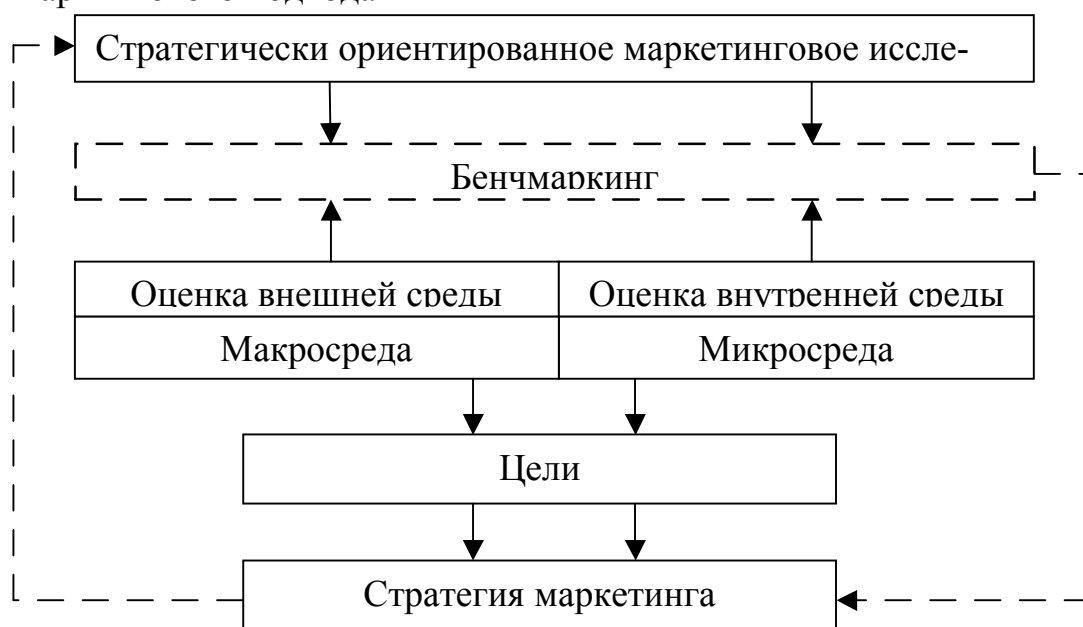 Стратегически ориентированное маркетинговое иссле-
Бенчмаркинг
Оценка внешней среды Оценка внутренней среды
Макросреда Микросреда
Цели
Стратегия маркетинга